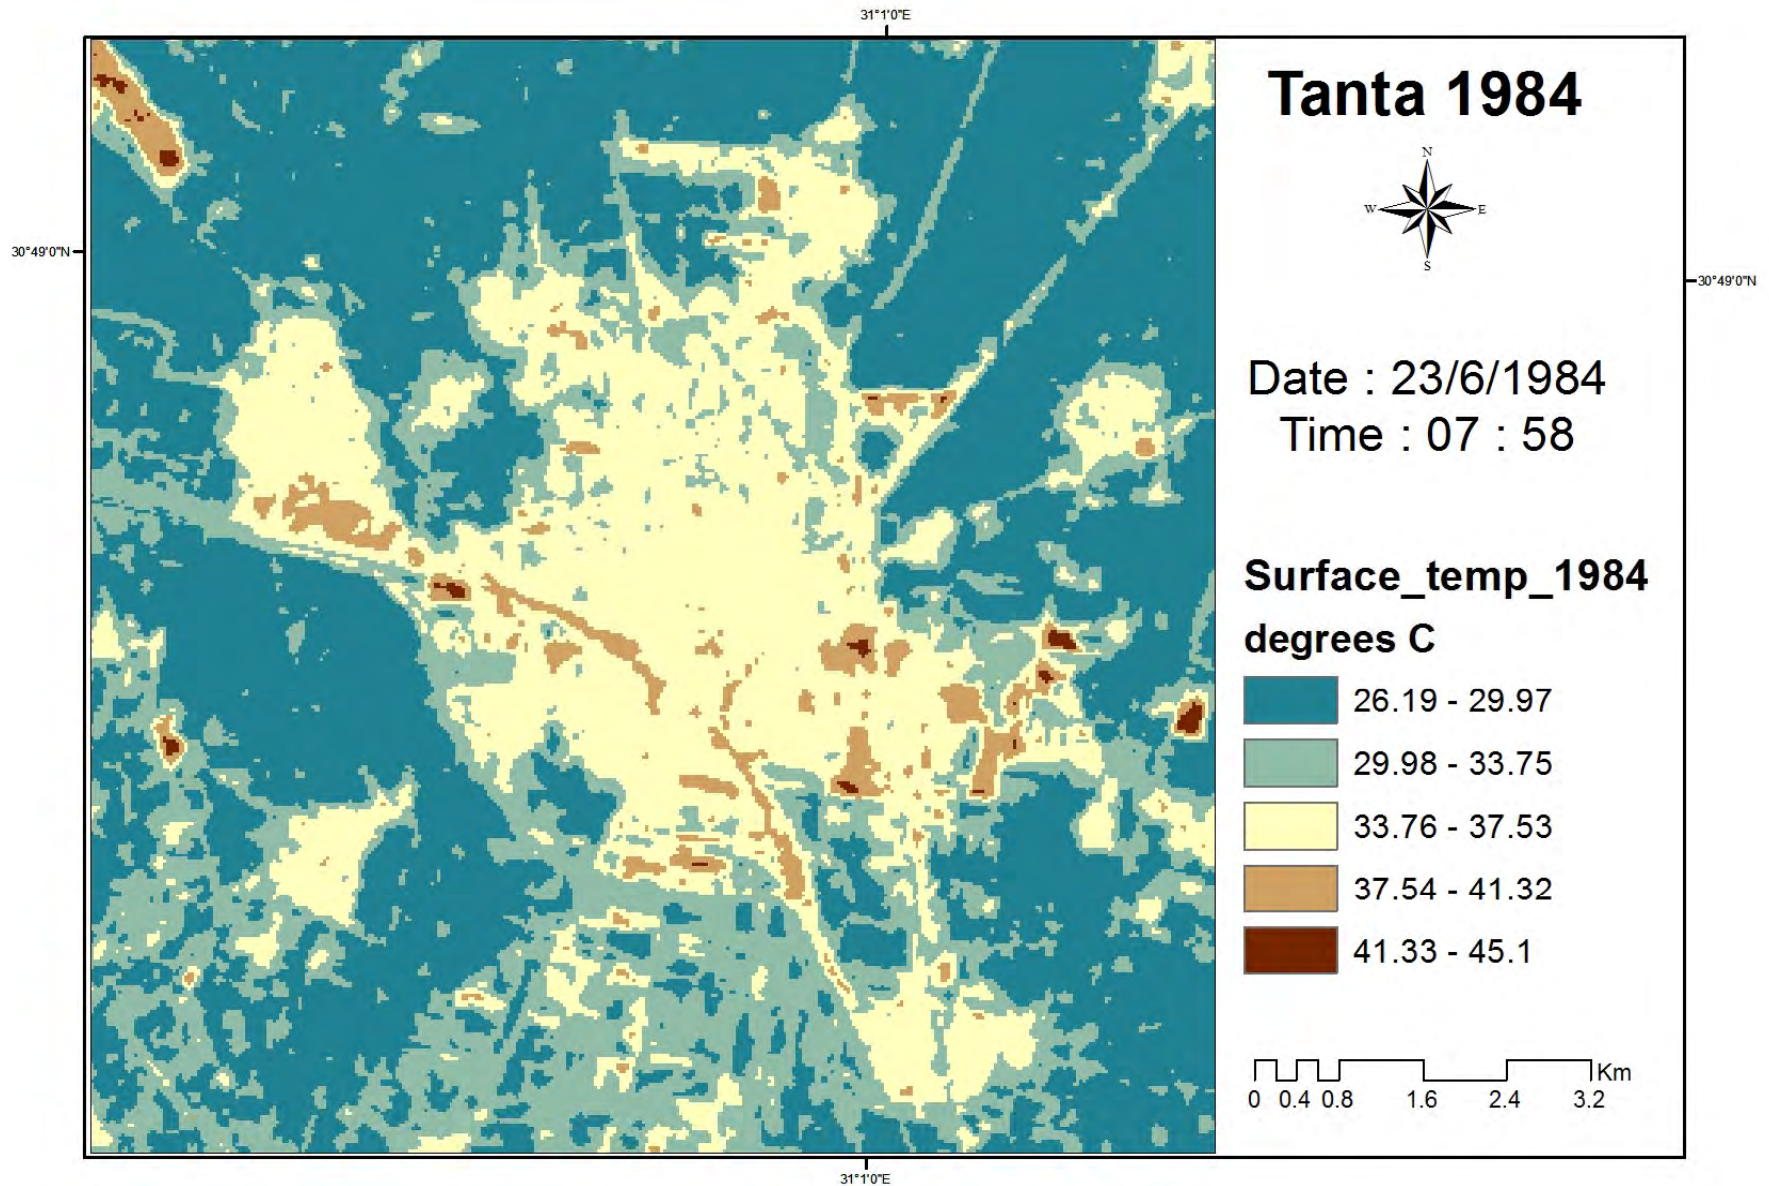 31°1'0"E
Tanta 1984
N
W E
S
30°49'0"N
30°49'0"N
Date : 23/6/1984
Time : 07 : 58
Surface_temp_1984
degrees C
26.19 - 29.97
29.98 - 33.75
33.76 - 37.53
37.54 - 41.32
41.33 - 45.1
Km
0 0.4 0.8 1.6 2.4 3.2
31°1'0"E